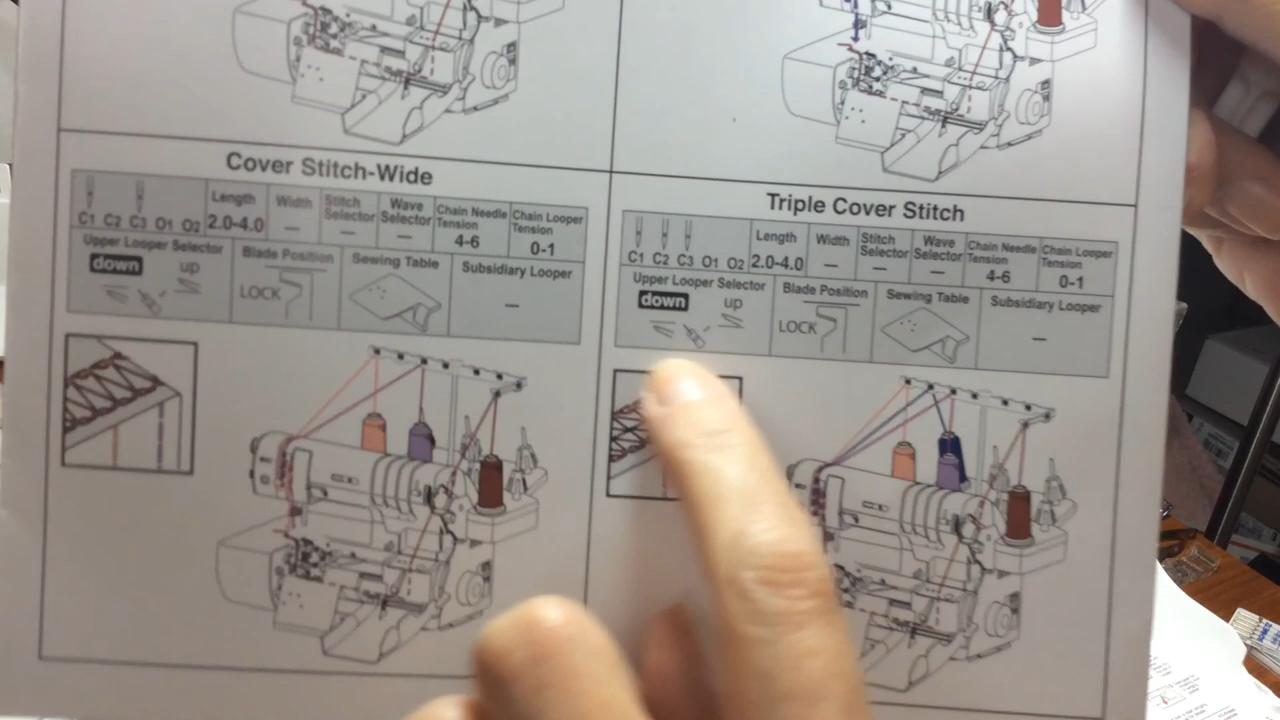 Cover Stitch-Wide
C1 C2 C3 O1 O2
Length
2.0-4.0
Width
—
Stitch
Selector
—
Wave
Selector
—
Chain Needle
Tension
4-6
Chain Looper
Tension
0-1
Upper Looper Selector
down up
Blade Position
LOCK
Sewing Table
Subsidiary Looper
—
Triple Cover Stitch
C1 C2 C3 O1 O2
Length
2.0-4.0
Width
—
Stitch
Selector
—
Wave
Selector
—
Chain Needle
Tension
4-6
Chain Looper
Tension
0-1
Upper Looper Selector
down up
Blade Position
LOCK
Sewing Table
Subsidiary Looper
—